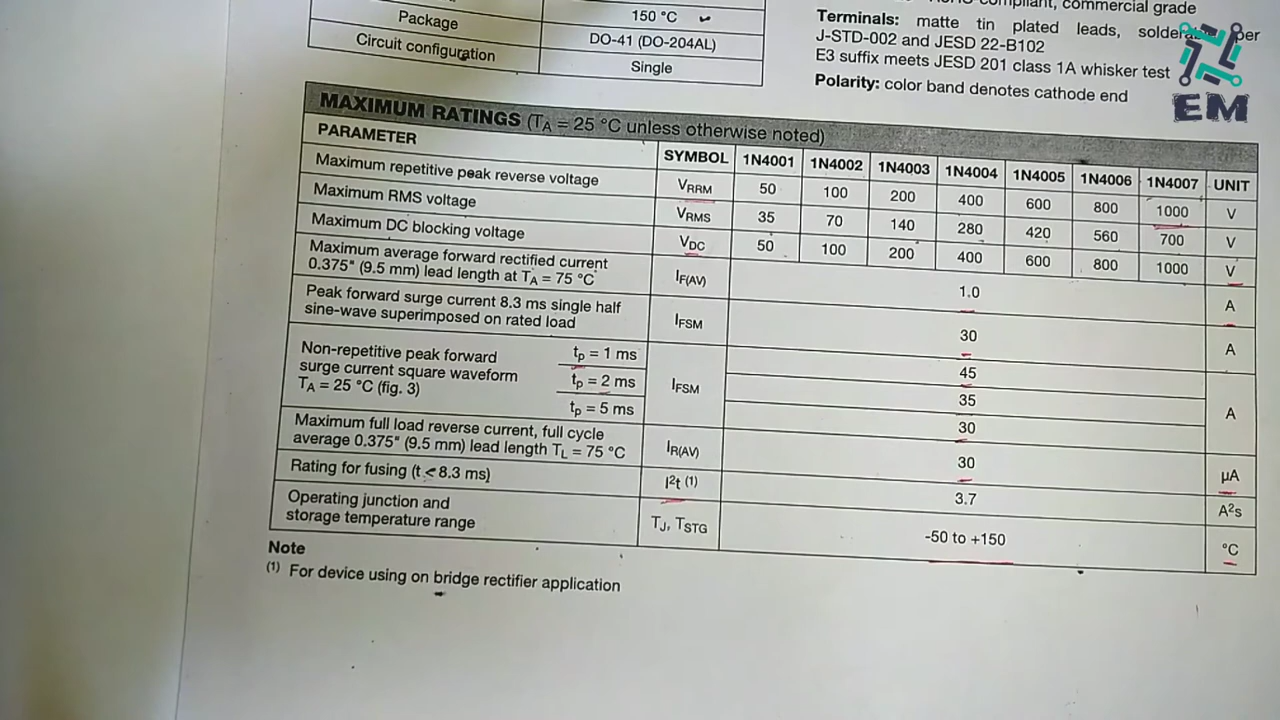 compliant, commercial grade
150 °C
Package
DO-41 (DO-204AL)
Circuit configuration
Single
Terminals: matte tin plated leads, per
J-STD-002 and JESD 22-B102
E3 suffix meets JESD 201 class 1A whisker test
Polarity: color band denotes cathode end
EM
MAXIMUM RATINGS (TA = 25 °C unless otherwise noted)
PARAMETER SYMBOL 1N4001 1N4002 1N4003 1N4004 1N4005 1N4006 1N4007 UNIT
Maximum repetitive peak reverse voltage VRRM 50 100 200 400 600 800 1000 V
Maximum RMS voltage VRMS 35 70 140 280 420 560 700 V
Maximum DC blocking voltage VDC 50 100 200 400 600 800 1000 V
Maximum average forward rectified current
0.375" (9.5 mm) lead length at TA = 75 °C IF(AV) 1.0 A
Peak forward surge current 8.3 ms single half
sine-wave superimposed on rated load IFSM 30 A
Non-repetitive peak forward tp = 1 ms 45
surge current square waveform tp = 2 ms IFSM 35 A
TA = 25 °C (fig. 3) tp = 5 ms 30
Maximum full load reverse current, full cycle
average 0.375" (9.5 mm) lead length TL = 75 °C IR(AV) 30 μA
Rating for fusing (t < 8.3 ms) I²t (1) 3.7 A²s
Operating junction and
storage temperature range TJ, TSTG -50 to +150 °C
Note
(1) For device using on bridge rectifier application